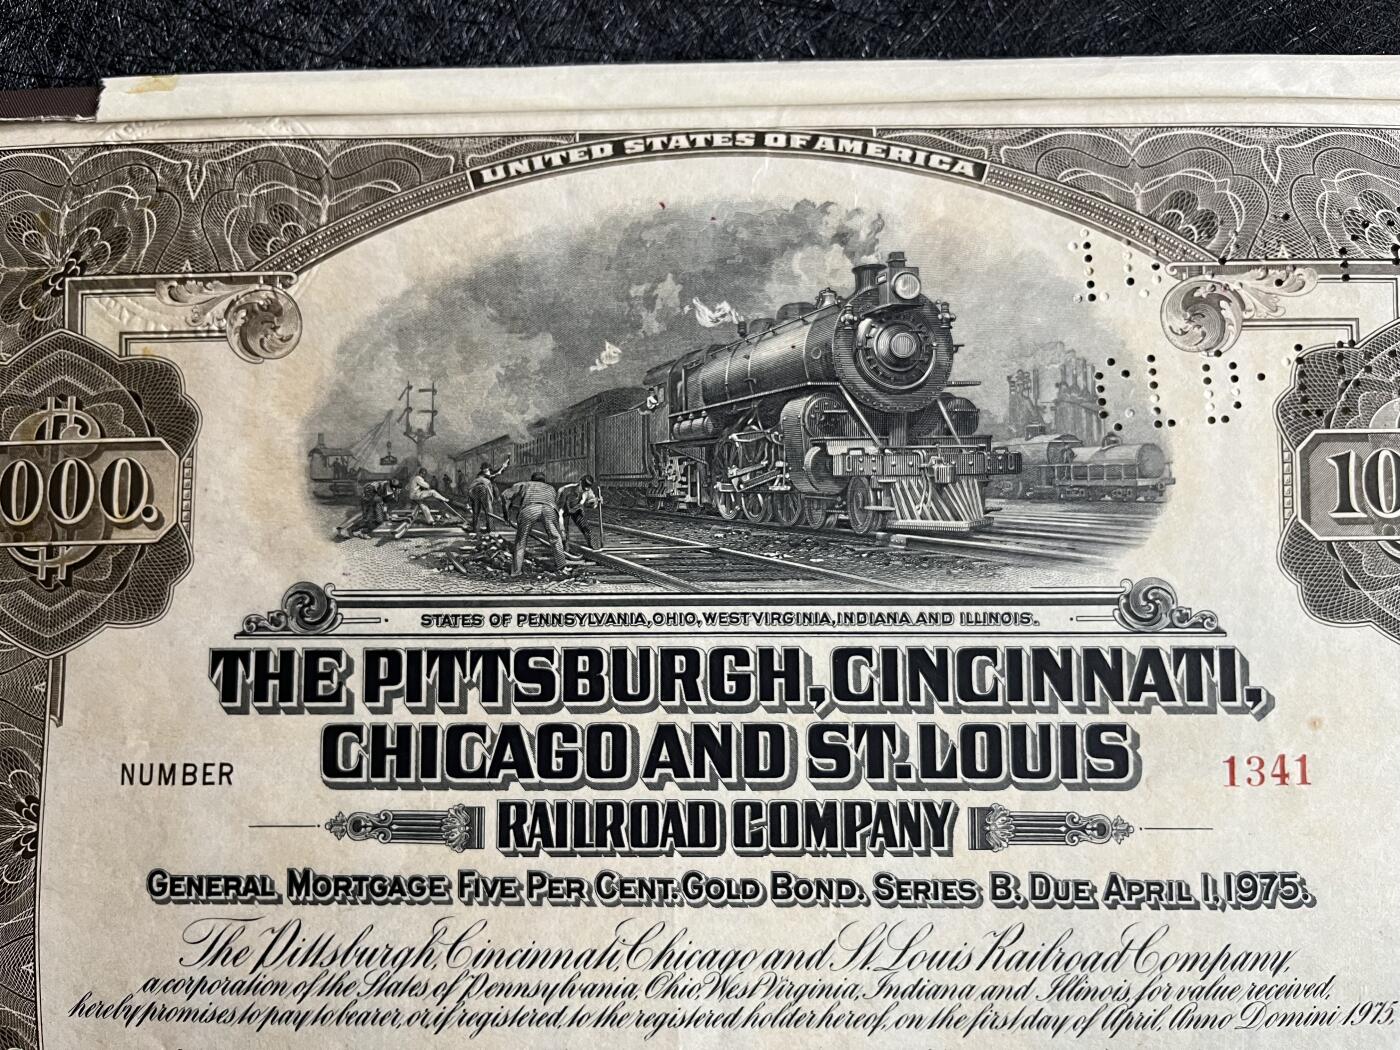 UNITED STATES OF AMERICA
000.
10
STATES OF PENNSYLVANIA, OHIO, WEST VIRGINIA, INDIANA AND ILLINOIS.
THE PITTSBURGH, CINCINNATI,
CHICAGO AND ST. LOUIS
NUMBER
1341
RAILROAD COMPANY
GENERAL MORTGAGE FIVE PER CENT. GOLD BOND. SERIES B, DUE APRIL 1, 1975.
The Pittsburgh, Cincinnati, Chicago and St. Louis Railroad Company,
a corporation of the States of Pennsylvania, Ohio, West Virginia, Indiana and Illinois, for value received,
hereby promises to pay to bearer, or, if registered, to the registered holder hereof, on the first day of April, Anno Domini 1975